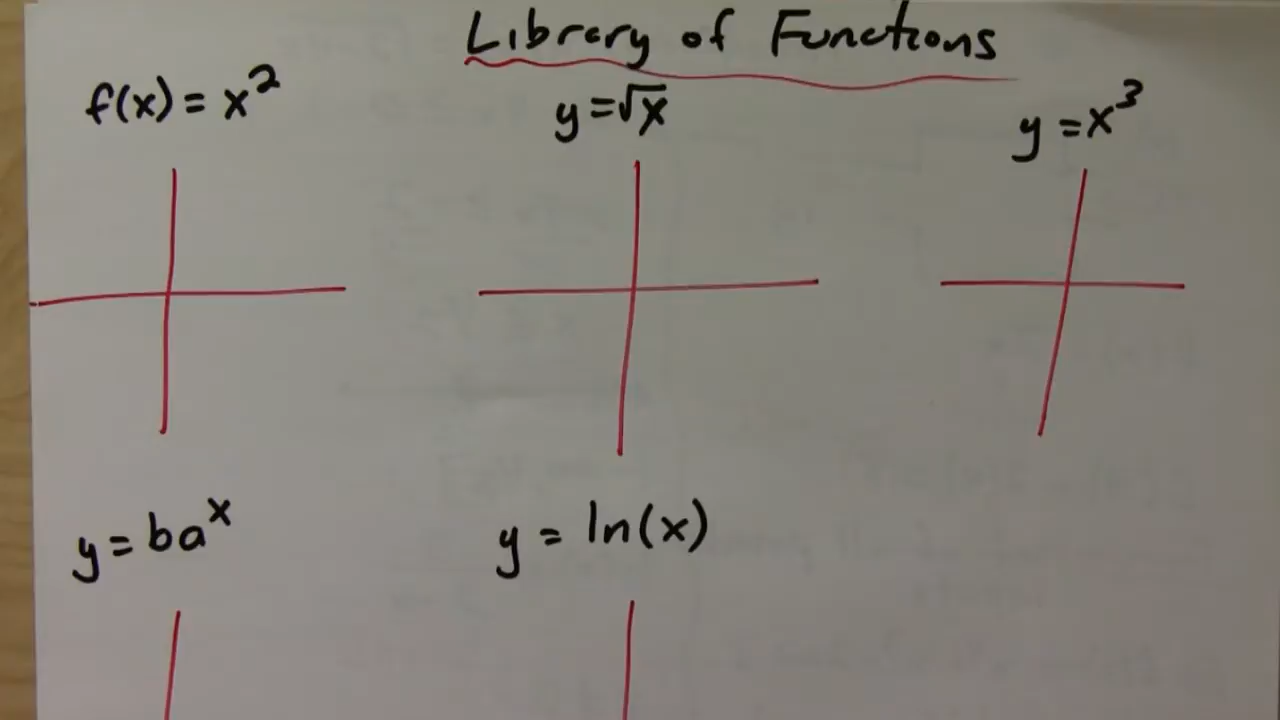 Library of Functions
f(x) = x²
y = √x
y = x³
y = baˣ
y = ln(x)